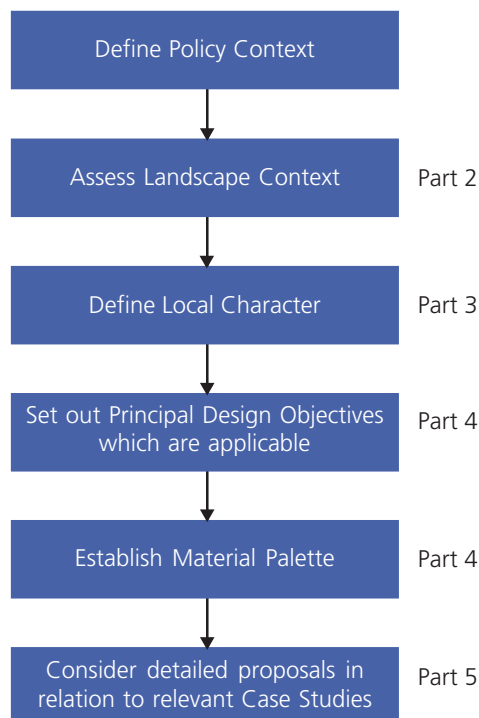 Define Policy Context
Assess Landscape Context
Part 2
Define Local Character
Part 3
Set out Principal Design Objectives
which are applicable
Part 4
Establish Material Palette
Part 4
Consider detailed proposals in
relation to relevant Case Studies
Part 5